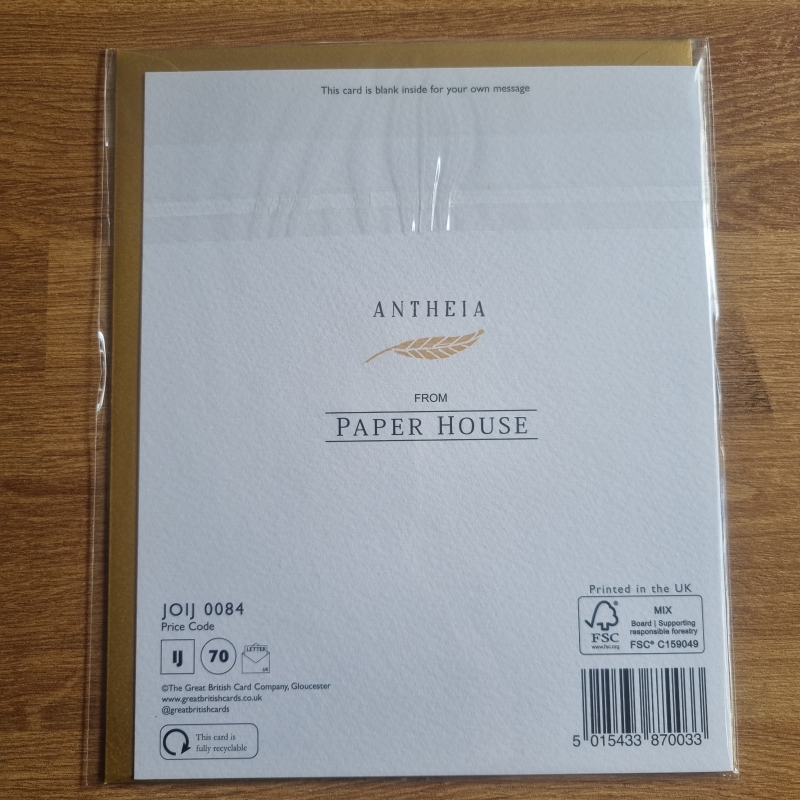 This card is blank inside for your own message
ANTHEIA
FROM
PAPER HOUSE
JOIJ 0084
Price Code
IJ
70
LETTER
UK
©The Great British Card Company, Gloucester
www.greatbritishcards.co.uk
@greatbritishcards
This card is
fully recyclable
Printed in the UK
FSC
www.fsc.org
MIX
Board | Supporting
responsible forestry
FSC® C159049
5 015433 870033